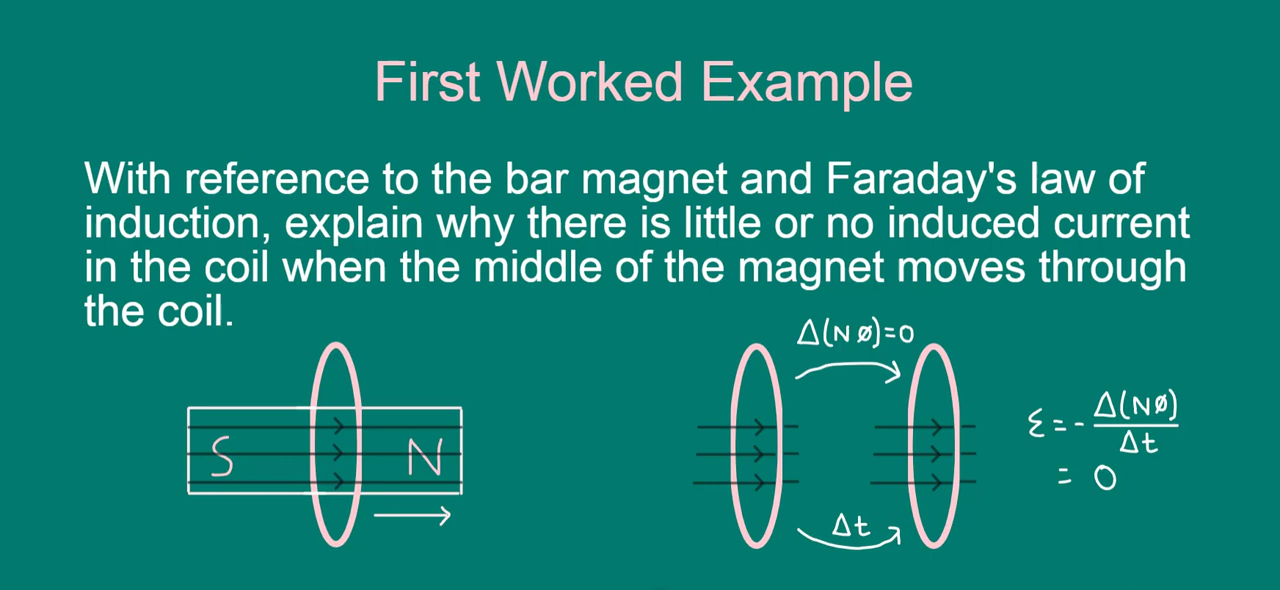 First Worked Example
With reference to the bar magnet and Faraday's law of
induction, explain why there is little or no induced current
in the coil when the middle of the magnet moves through
the coil.
Δ(Nø)=0
S N
Δt
ε=-Δ(Nø)/Δt
= 0